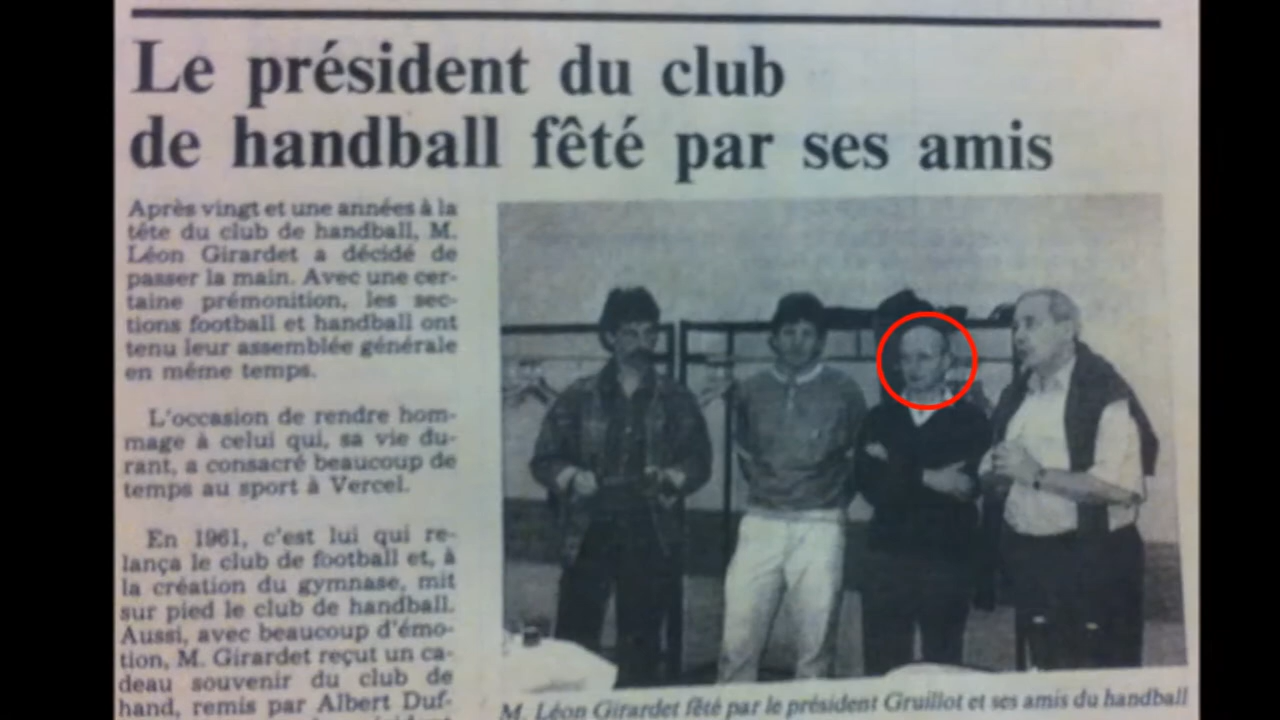 Le président du club
de handball fêté par ses amis
Après vingt et une années à la
tête du club de handball, M.
Léon Girardet a décidé de
passer la main. Avec une cer-
taine prémonition, les sec-
tions football et handball ont
tenu leur assemblée générale
en même temps.
L'occasion de rendre hom-
mage à celui qui, sa vie du-
rant, a consacré beaucoup de
temps au sport à Vercel.
En 1961, c'est lui qui re-
lança le club de football et, à
la création du gymnase, mit
sur pied le club de handball.
Aussi, avec beaucoup d'émo-
tion, M. Girardet reçut un ca-
deau souvenir du club de
hand, remis par Albert Duf-
M. Léon Girardet fêté par le président Gruillot et ses amis du handball